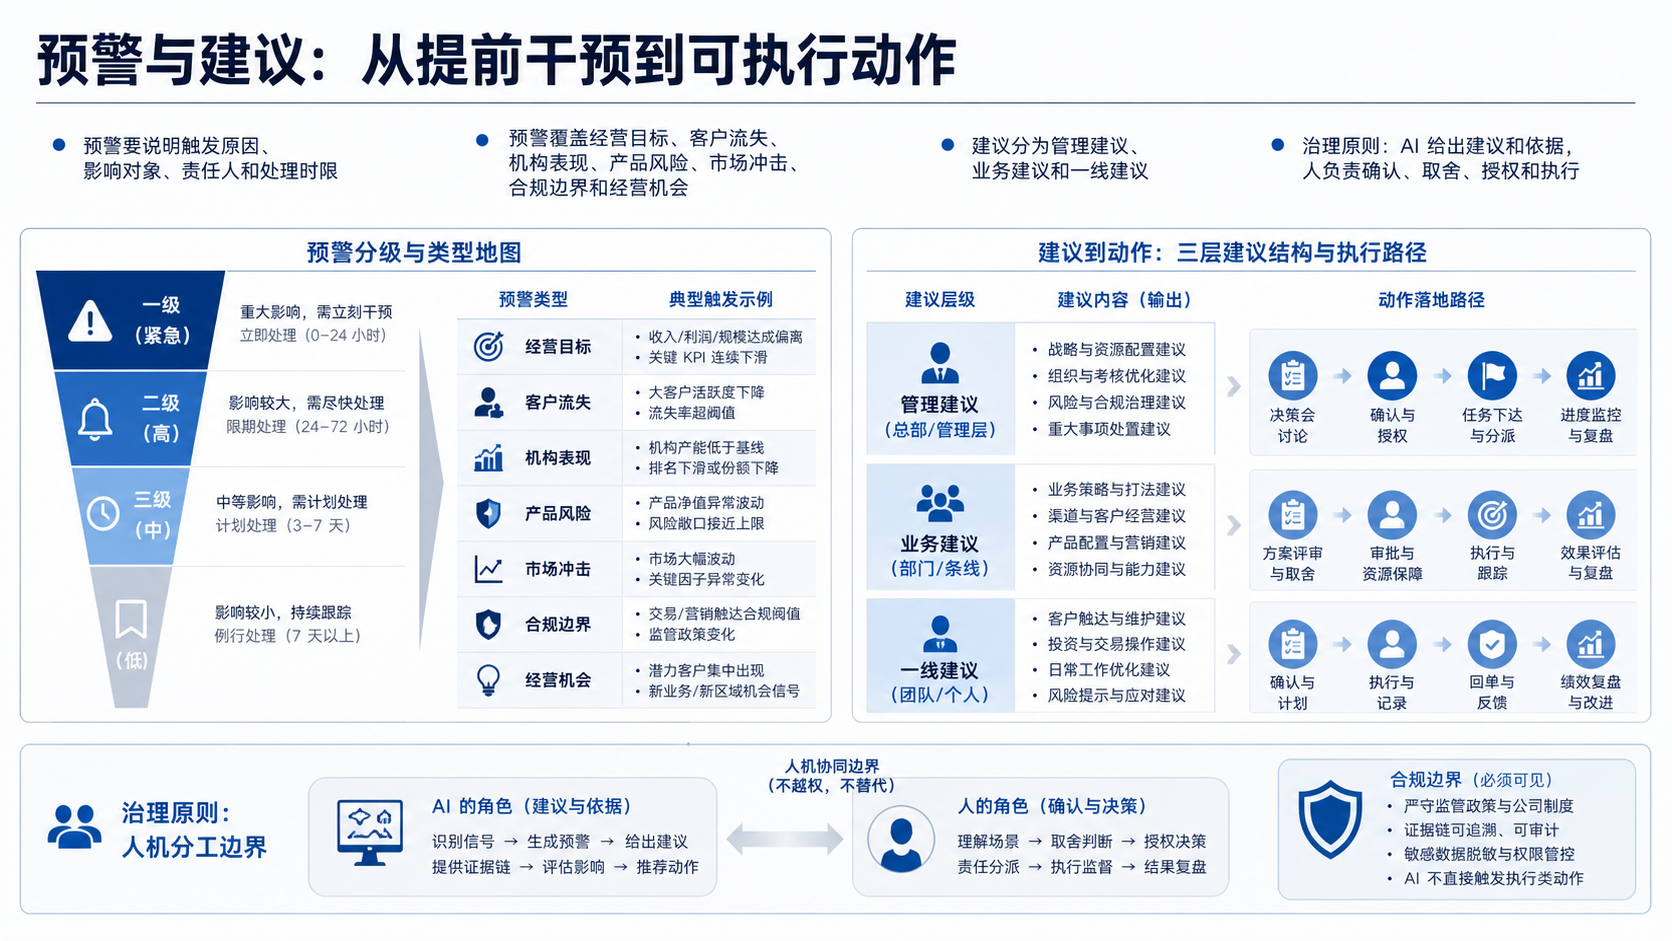 预警与建议：从提前干预到可执行动作
预警要说明触发原因、
影响对象、责任人和处理时限
预警覆盖经营目标、客户流失、
机构表现、产品风险、市场冲击、
合规边界和经营机会
建议分为管理建议、
业务建议和一线建议
治理原则：AI 给出建议和依据，
人负责确认、取舍、授权和执行
预警分级与类型地图
一级
（紧急）
重大影响，需立刻干预
立即处理（0–24 小时）
二级
（高）
影响较大，需尽快处理
限期处理（24–72 小时）
三级
（中）
中等影响，需计划处理
计划处理（3–7 天）
（低）
影响较小，持续跟踪
例行处理（7 天以上）
预警类型
典型触发示例
经营目标
• 收入/利润/规模达成偏离
• 关键 KPI 连续下滑
客户流失
• 大客户活跃度下降
• 流失率超阈值
机构表现
• 机构产能低于基线
• 排名下滑或份额下降
产品风险
• 产品净值异常波动
• 风险敞口接近上限
市场冲击
• 市场大幅波动
• 关键因子异常变化
合规边界
• 交易/营销触达合规阈值
• 监管政策变化
经营机会
• 潜力客户集中出现
• 新业务/新区域机会信号
建议到动作：三层建议结构与执行路径
建议层级
建议内容（输出）
动作落地路径
管理建议
（总部/管理层）
• 战略与资源配置建议
• 组织与考核优化建议
• 风险与合规治理建议
• 重大事项处置建议
决策会
讨论
确认与
授权
任务下达
与分派
进度监控
与复盘
业务建议
（部门/条线）
• 业务策略与打法建议
• 渠道与客户经营建议
• 产品配置与营销建议
• 资源协同与能力建议
方案评审
与取舍
审批与
资源保障
执行与
跟踪
效果评估
与复盘
一线建议
（团队/个人）
• 客户触达与维护建议
• 投资与交易操作建议
• 日常工作优化建议
• 风险提示与应对建议
确认与
计划
执行与
记录
回单与
反馈
绩效复盘
与改进
治理原则：
人机分工边界
AI 的角色（建议与依据）
识别信号 → 生成预警 → 给出建议
提供证据链 → 评估影响 → 推荐动作
人机协同边界
（不越权，不替代）
人的角色（确认与决策）
理解场景 → 取舍判断 → 授权决策
责任分派 → 执行监督 → 结果复盘
合规边界（必须可见）
• 严守监管政策与公司制度
• 证据链可追溯、可审计
• 敏感数据脱敏与权限管控
• AI 不直接触发执行类动作